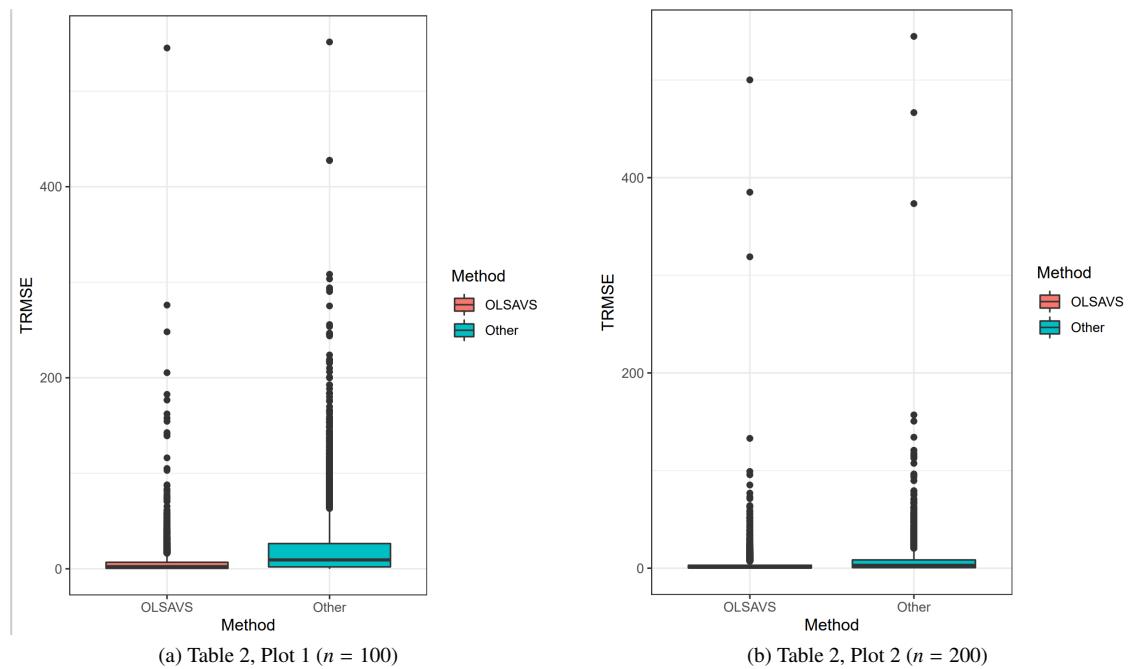 TRMSE
400
200
0
OLSAVS
Other
Method
Method
OLSAVS
Other
(a) Table 2, Plot 1 (n = 100)
TRMSE
400
200
0
OLSAVS
Other
Method
Method
OLSAVS
Other
(b) Table 2, Plot 2 (n = 200)